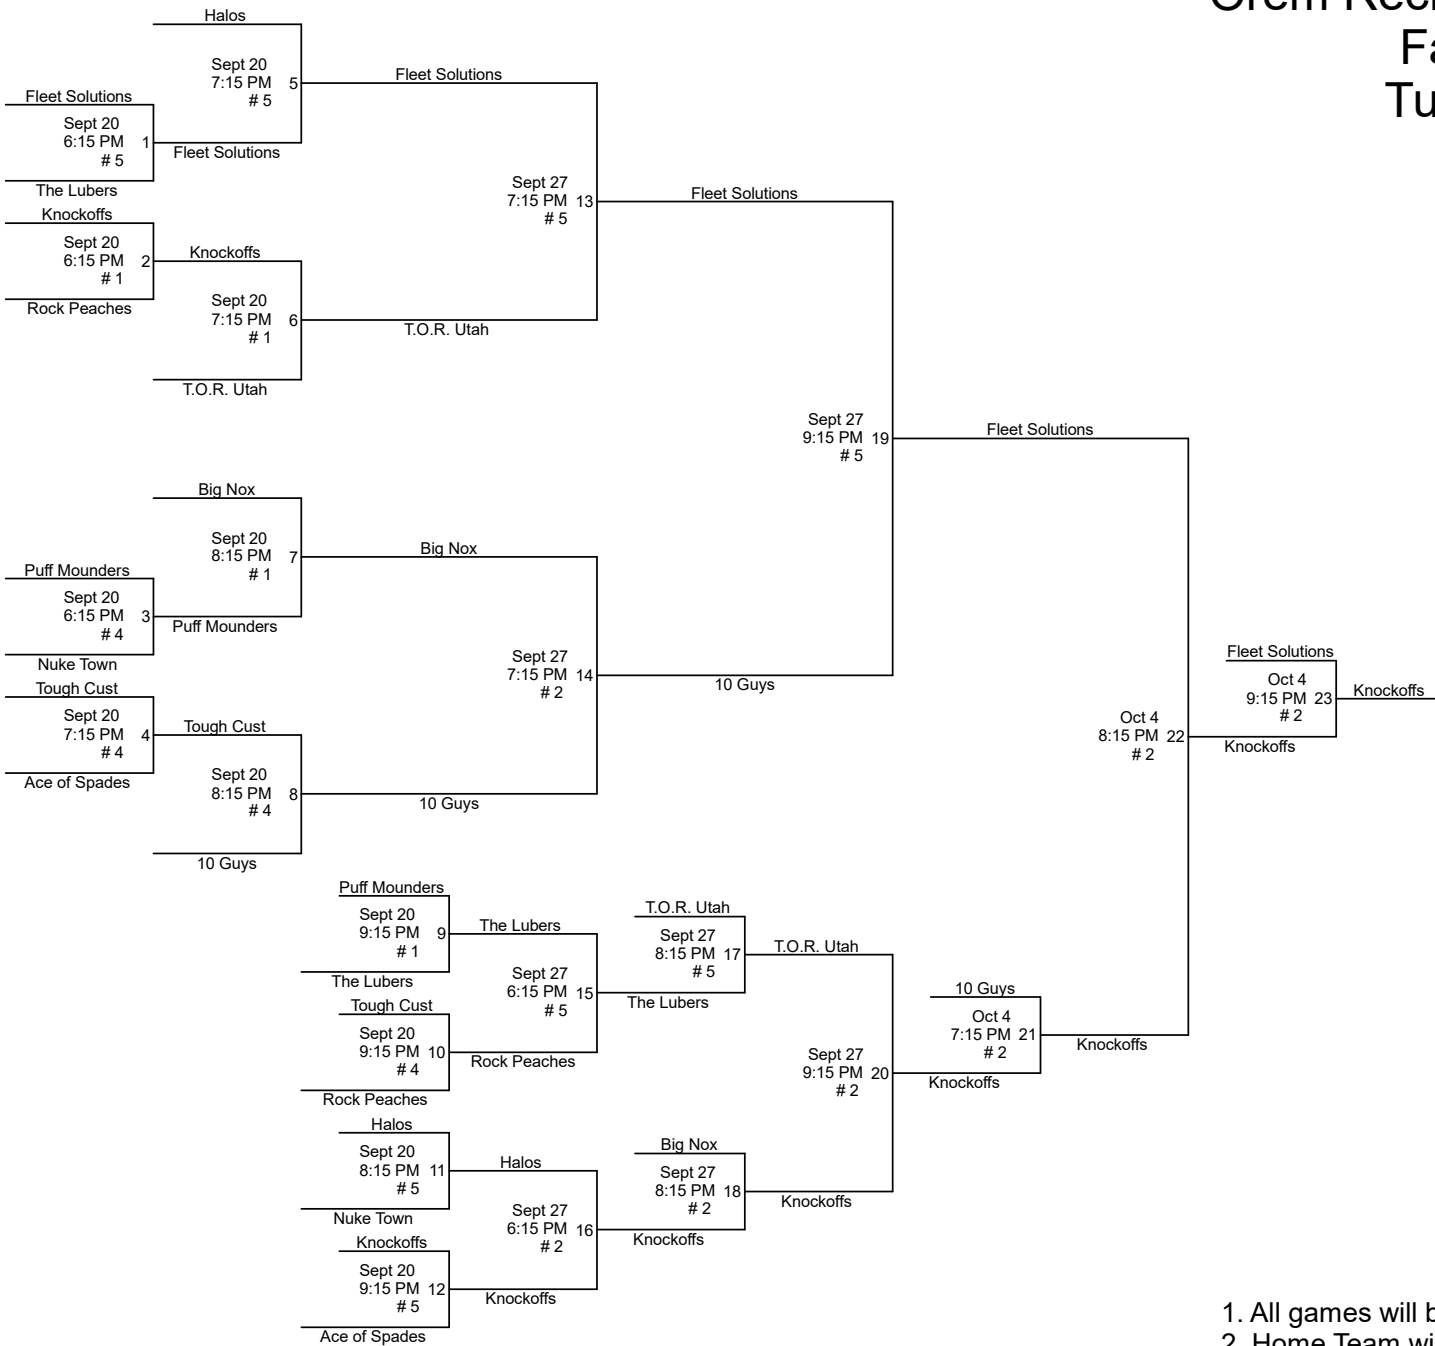 Halos
Sept 20
7:15 PM 5
# 5
Fleet Solutions
Fleet Solutions
Sept 20
6:15 PM 1
# 5
Fleet Solutions
The Lubers
Knockoffs
Sept 20
6:15 PM 2
# 1
Knockoffs
Rock Peaches
Sept 20
7:15 PM 6
# 1
T.O.R. Utah
T.O.R. Utah
Sept 27
7:15 PM 13
# 5
Fleet Solutions
Sept 27
9:15 PM 19
# 5
Fleet Solutions
Big Nox
Sept 20
8:15 PM 7
# 1
Big Nox
Puff Mounders
Sept 20
6:15 PM 3
# 4
Puff Mounders
Nuke Town
Tough Cust
Sept 20
7:15 PM 4
# 4
Tough Cust
Ace of Spades
Sept 20
8:15 PM 8
# 4
10 Guys
10 Guys
Sept 27
7:15 PM 14
# 2
10 Guys
Fleet Solutions
Oct 4
9:15 PM 23
# 2
Knockoffs
Oct 4
8:15 PM 22
# 2
Knockoffs
Puff Mounders
Sept 20
9:15 PM 9
# 1
The Lubers
The Lubers
Sept 27
6:15 PM 15
# 5
Tough Cust
Sept 20
9:15 PM 10
# 4
Rock Peaches
Rock Peaches
T.O.R. Utah
Sept 27
8:15 PM 17
# 5
T.O.R. Utah
The Lubers
10 Guys
Oct 4
7:15 PM 21
# 2
Knockoffs
Sept 27
9:15 PM 20
# 2
Knockoffs
Halos
Sept 20
8:15 PM 11
# 5
Halos
Nuke Town
Sept 27
6:15 PM 16
# 2
Knockoffs
Big Nox
Sept 27
8:15 PM 18
# 2
Knockoffs
Knockoffs
Sept 20
9:15 PM 12
# 5
Knockoffs
Ace of Spades
1. All games will
2. Home Team